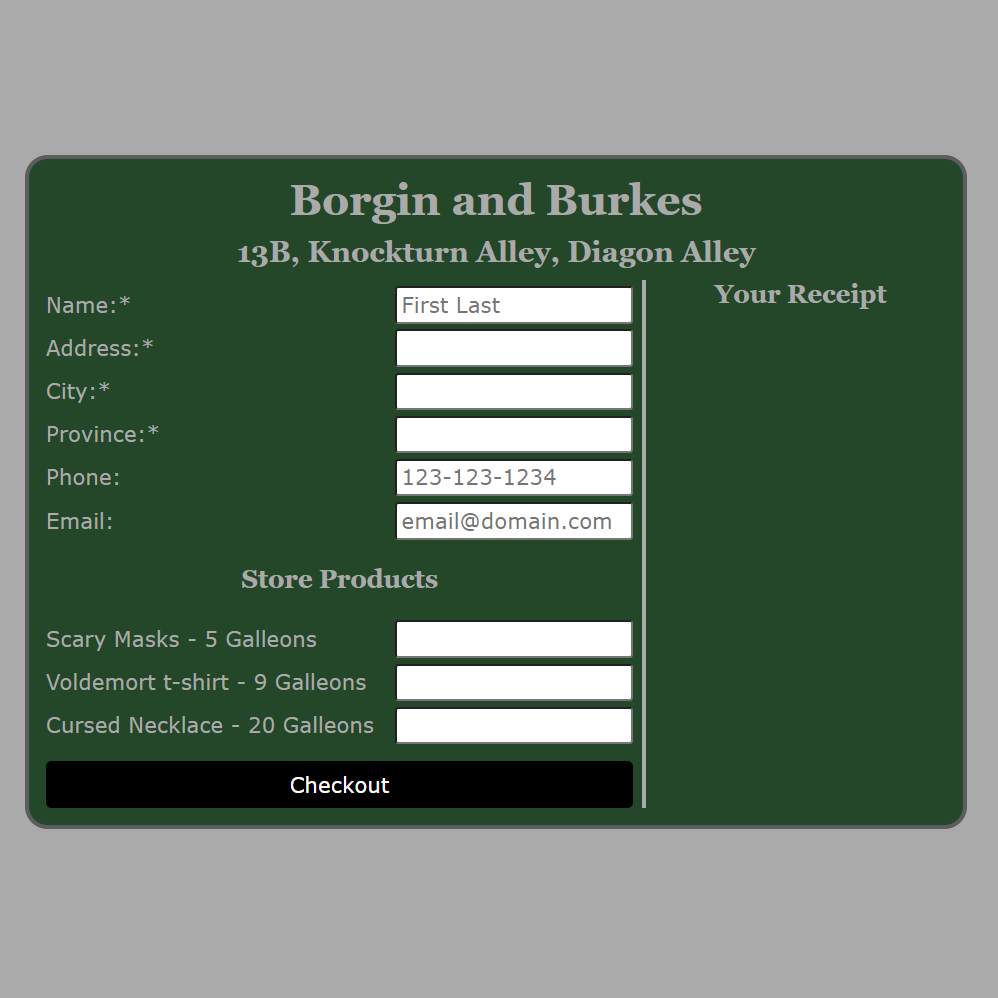 Borgin and Burkes
13B, Knockturn Alley, Diagon Alley
Name:* First Last
Address:*
City:*
Province:*
Phone: 123-123-1234
Email: email@domain.com
Store Products
Scary Masks - 5 Galleons
Voldemort t-shirt - 9 Galleons
Cursed Necklace - 20 Galleons
Checkout
Your Receipt